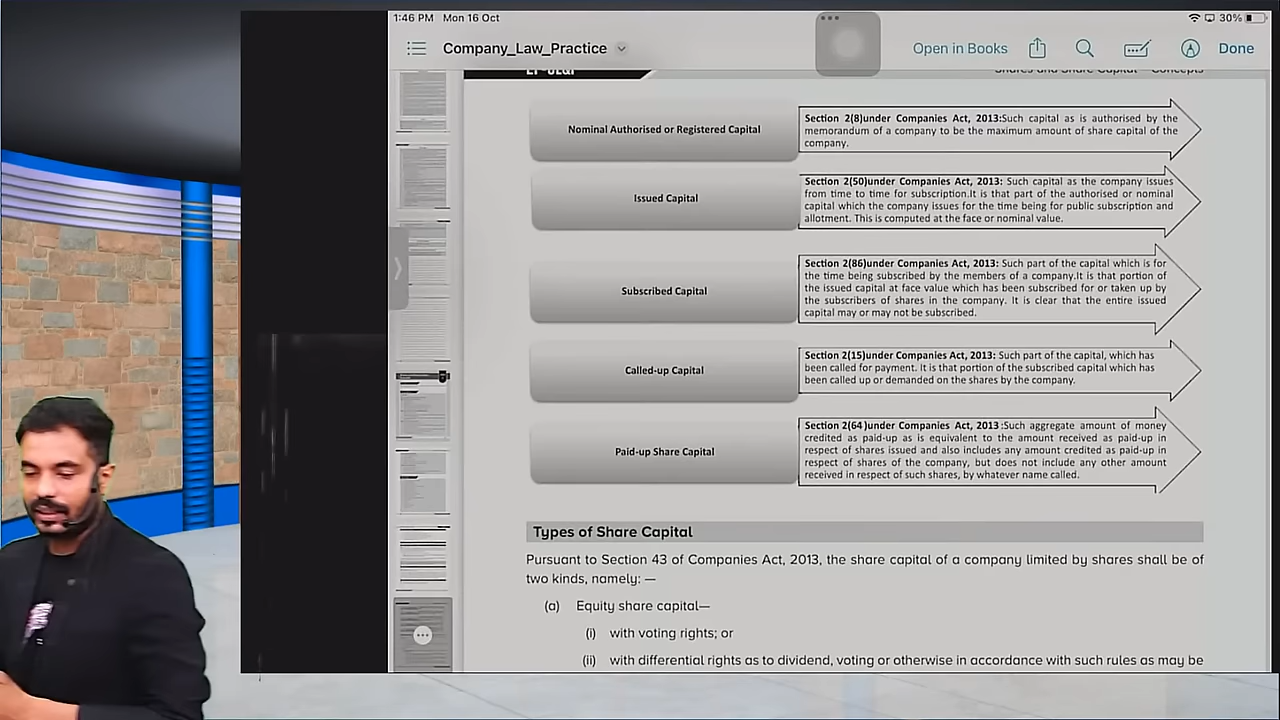 1:46 PM Mon 16 Oct
30%
Company_Law_Practice
Open in Books
Done
Shares and Share Capital - Concepts
Nominal Authorised or Registered Capital
Section 2(8)under Companies Act, 2013:Such capital as is authorised by the
memorandum of a company to be the maximum amount of share capital of the
company.
Issued Capital
Section 2(50)under Companies Act, 2013: Such capital as the company issues
from time to time for subscription.It is that part of the authorised or nominal
capital which the company issues for the time being for public subscription and
allotment. This is computed at the face or nominal value.
Subscribed Capital
Section 2(86)under Companies Act, 2013: Such part of the capital which is for
the time being subscribed by the members of a company.It is that portion of
the issued capital at face value which has been subscribed for or taken up by
the subscribers of shares in the company. It is clear that the entire issued
capital may or may not be subscribed.
Called-up Capital
Section 2(15)under Companies Act, 2013: Such part of the capital, which has
been called for payment. It is that portion of the subscribed capital which has
been called up or demanded on the shares by the company.
Paid-up Share Capital
Section 2(64)under Companies Act, 2013 :Such aggregate amount of money
credited as paid-up as is equivalent to the amount received as paid-up in
respect of shares issued and also includes any amount credited as paid-up in
respect of shares of the company, but does not include any other amount
received in respect of such shares, by whatever name called.
Types of Share Capital
Pursuant to Section 43 of Companies Act, 2013, the share capital of a company limited by shares shall be of
two kinds, namely: —
(a) Equity share capital—
(i) with voting rights; or
(ii) with differential rights as to dividend, voting or otherwise in accordance with such rules as may be